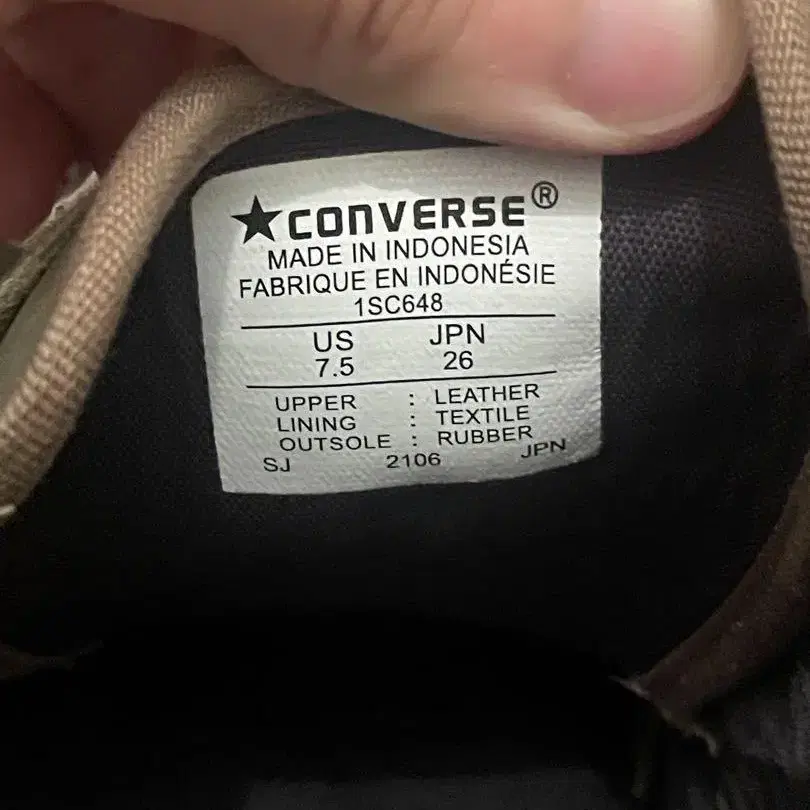 ★CONVERSE®
MADE IN INDONESIA
FABRIQUE EN INDONÉSIE
1SC648
US JPN
7.5 26
UPPER : LEATHER
LINING : TEXTILE
OUTSOLE : RUBBER
SJ 2106 JPN